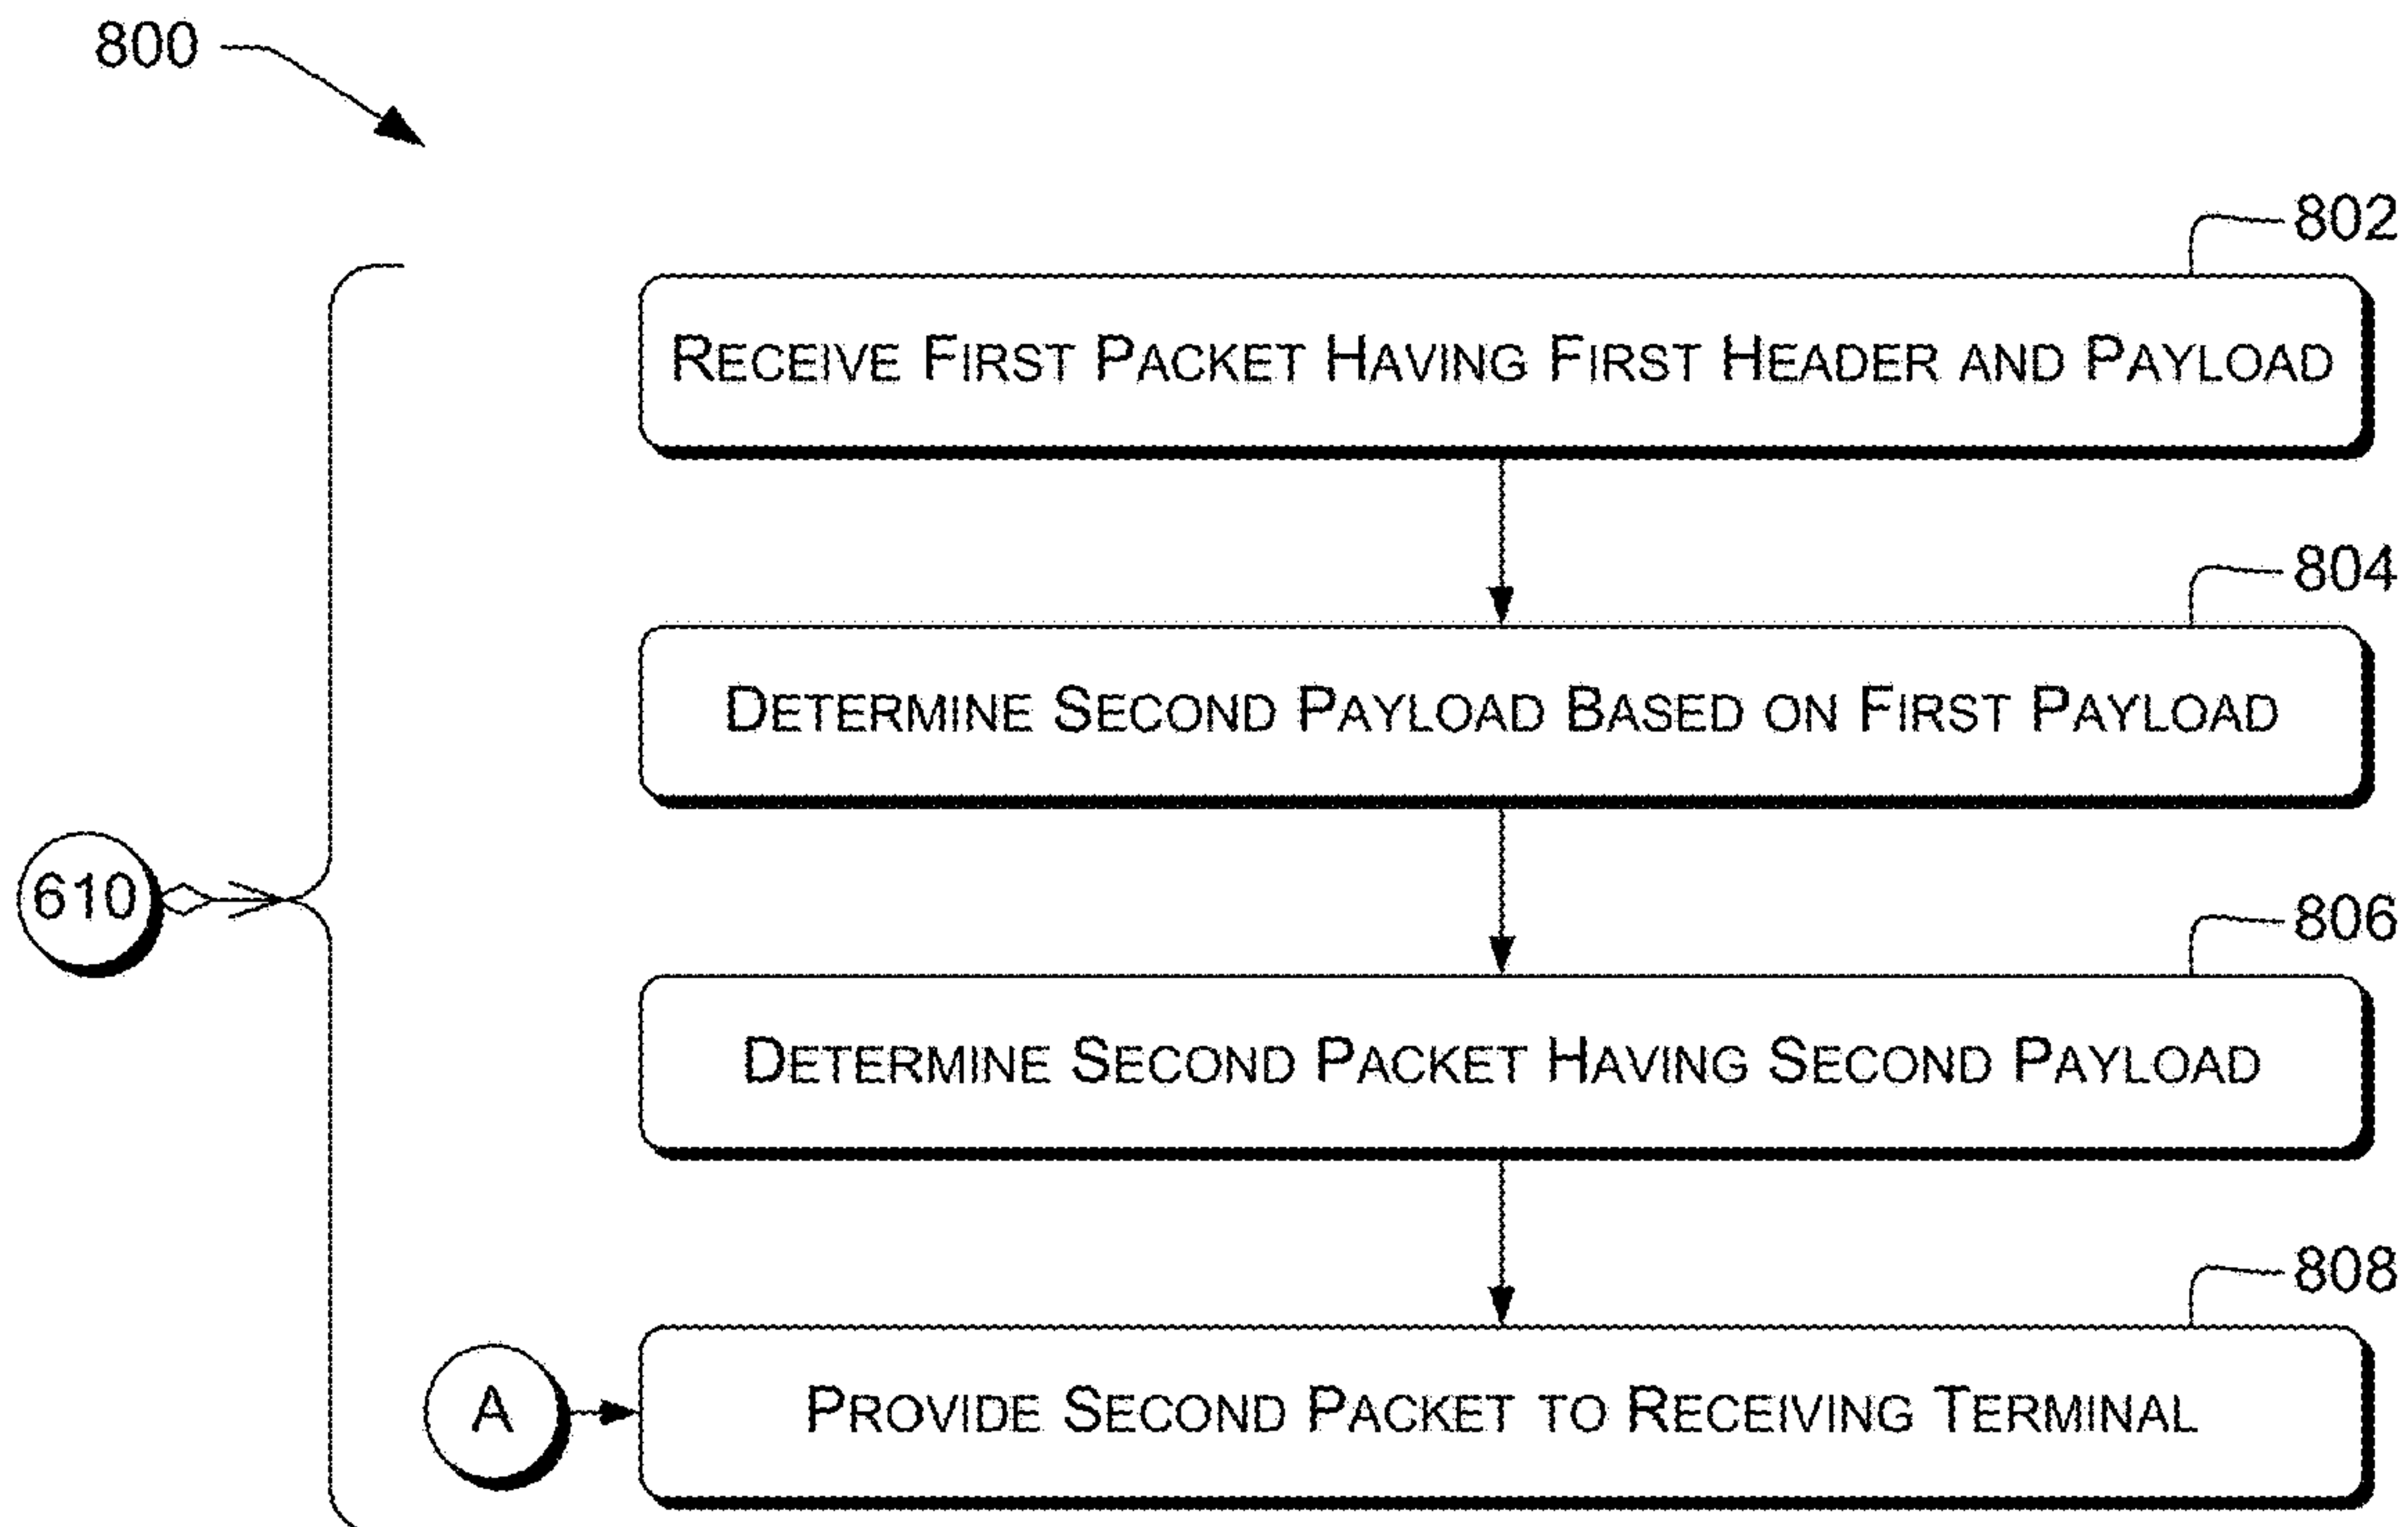 800
802
RECEIVE FIRST PACKET HAVING FIRST HEADER AND PAYLOAD
804
DETERMINE SECOND PAYLOAD BASED ON FIRST PAYLOAD
610
806
DETERMINE SECOND PACKET HAVING SECOND PAYLOAD
808
A
PROVIDE SECOND PACKET TO RECEIVING TERMINAL